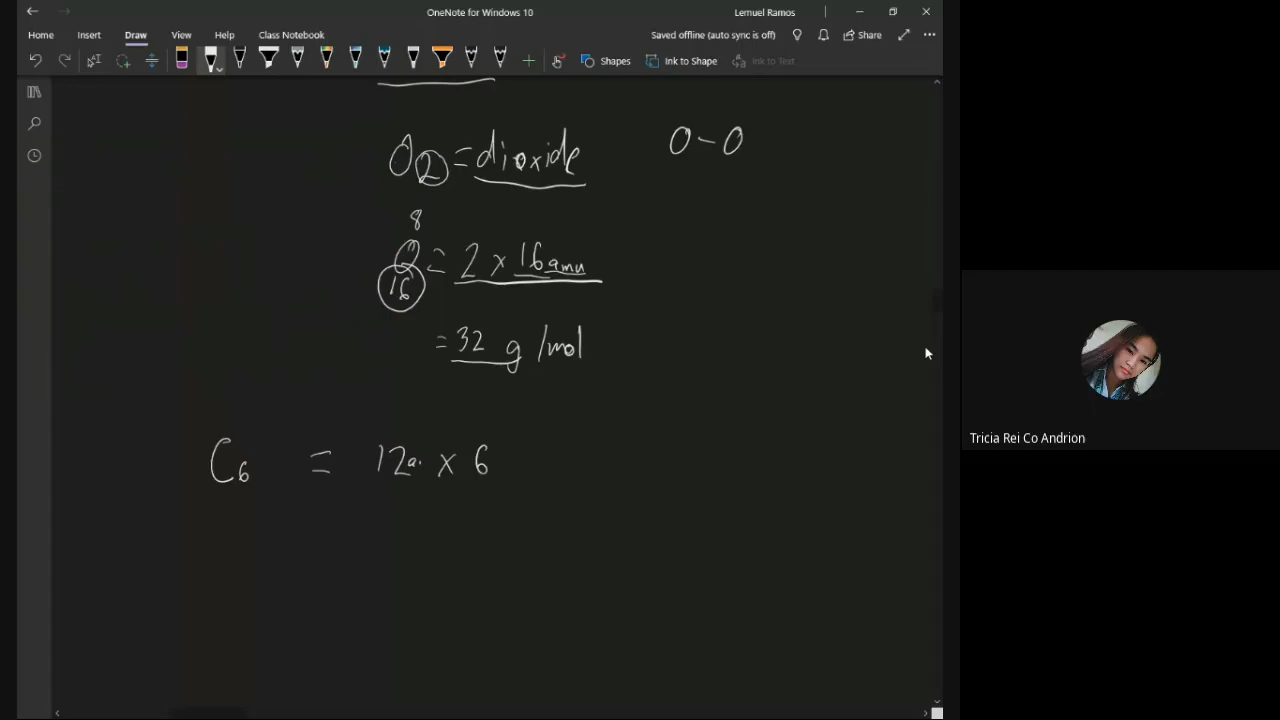 OneNote for Windows 10
Lemuel Ramos
Home Insert Draw View Help Class Notebook
Saved offline (auto sync is off)
Share
Shapes
Ink to Shape
Ink to Text
O2 = dioxide
O-O
8
O = 2 x 16 amu
16
= 32 g /mol
C6 = 12a. x 6
Tricia Rei Co Andrion